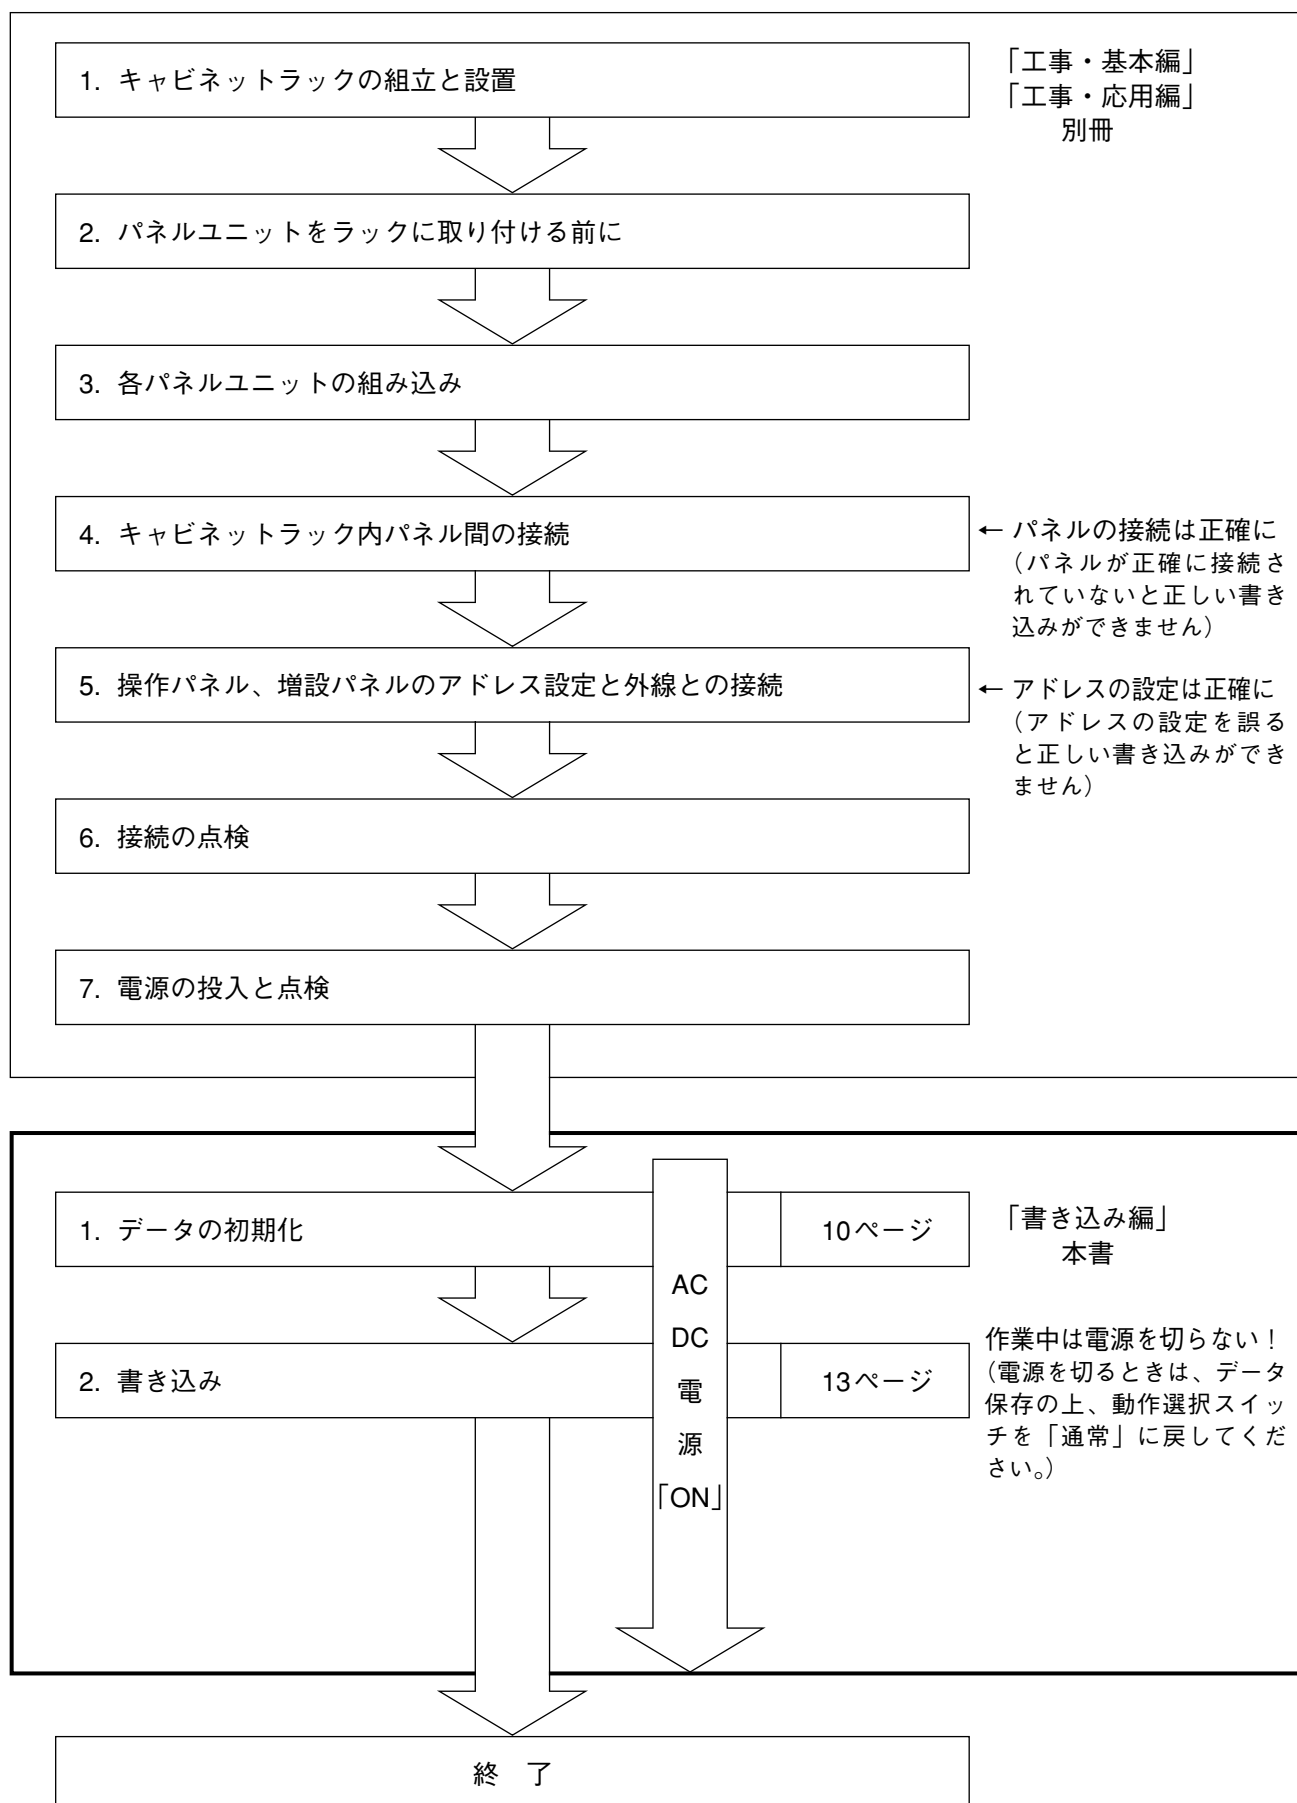 1. キャビネットラックの組立と設置
「工事・基本編」
「工事・応用編」
別冊
2. パネルユニットをラックに取り付ける前に
3. 各パネルユニットの組み込み
4. キャビネットラック内パネル間の接続
← パネルの接続は正確に
（パネルが正確に接続さ
れていないと正しい書き
込みができません）
5. 操作パネル、増設パネルのアドレス設定と外線との接続
← アドレスの設定は正確に
（アドレスの設定を誤る
と正しい書き込みができ
ません）
6. 接続の点検
7. 電源の投入と点検
1. データの初期化
10ページ
「書き込み編」
本書
2. 書き込み
13ページ
AC
DC
電
源
「ON」
作業中は電源を切らない！
（電源を切るときは、データ
保存の上、動作選択スイッ
チを「通常」に戻してくだ
さい。）
終 了